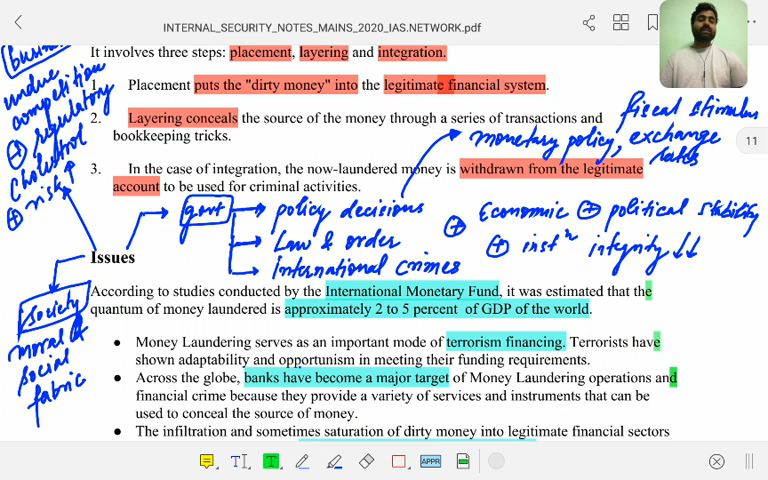 INTERNAL_SECURITY_NOTES_MAINS_2020_IAS.NETWORK.pdf
It involves three steps: placement, layering and integration.
1. Placement puts the "dirty money" into the legitimate financial system.
2. Layering conceals the source of the money through a series of transactions and
bookkeeping tricks.
3. In the case of integration, the now-laundered money is withdrawn from the legitimate
account to be used for criminal activities.
11
business
undue
competition
⊕ regulatory
cholestrol
⊕ risk↑
fiscal stimulus
monetary policy, exchange
rates
govt
policy decisions
Law & order
International crimes
⊕ Economic ⊕ political stability
⊕ instn integrity ↓↓
Issues
society
moral &
social
fabric
According to studies conducted by the International Monetary Fund, it was estimated that the
quantum of money laundered is approximately 2 to 5 percent of GDP of the world.
• Money Laundering serves as an important mode of terrorism financing. Terrorists have
shown adaptability and opportunism in meeting their funding requirements.
• Across the globe, banks have become a major target of Money Laundering operations and
financial crime because they provide a variety of services and instruments that can be
used to conceal the source of money.
• The infiltration and sometimes saturation of dirty money into legitimate financial sectors
T
T
APPR